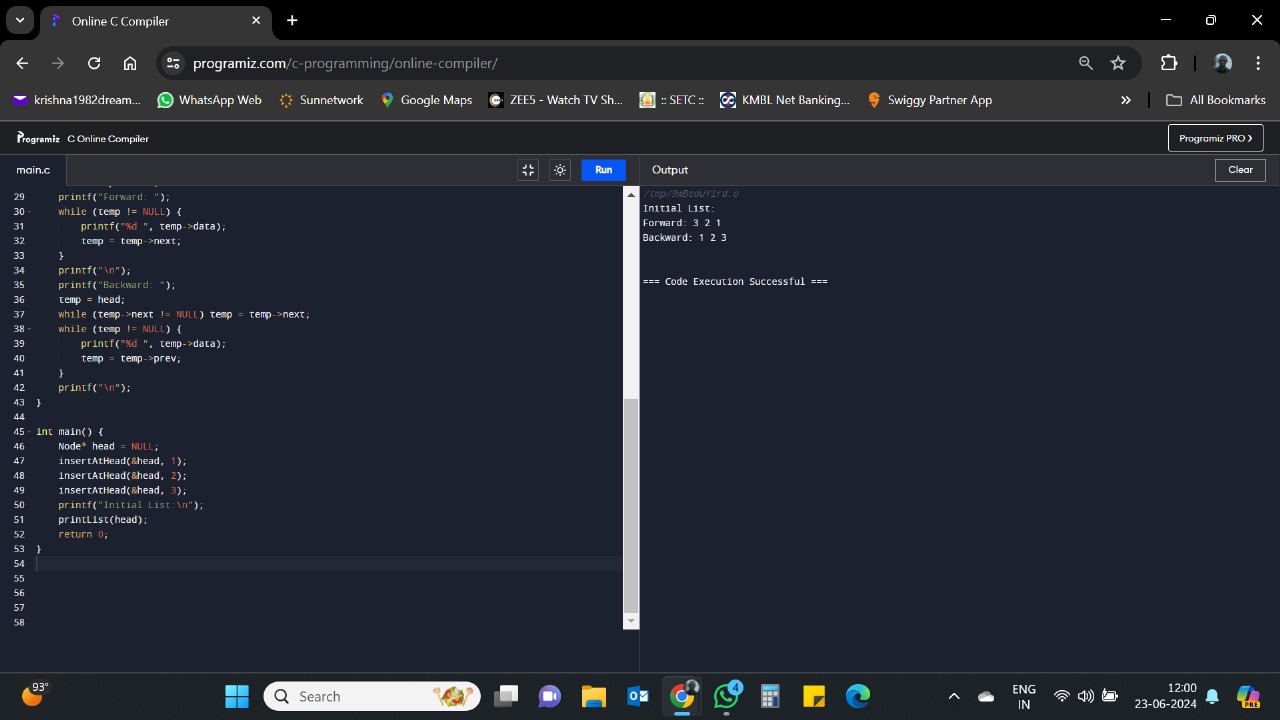 Online C Compiler
programiz.com/c-programming/online-compiler/
krishna1982dream... WhatsApp Web Sunnetwork Google Maps ZEE5 - Watch TV Sh... :: SETC :: KMBL Net Banking... Swiggy Partner App All Bookmarks
Programiz C Online Compiler Programiz PRO >
main.c Run Output Clear
29 printf("Forward: ");
30 while (temp != NULL) {
31 printf("%d ", temp->data);
32 temp = temp->next;
33 }
34 printf("\n");
35 printf("Backward: ");
36 temp = head;
37 while (temp->next != NULL) temp = temp->next;
38 while (temp != NULL) {
39 printf("%d ", temp->data);
40 temp = temp->prev;
41 }
42 printf("\n");
43 }
44
45 int main() {
46 Node* head = NULL;
47 insertAtHead(&head, 1);
48 insertAtHead(&head, 2);
49 insertAtHead(&head, 3);
50 printf("Initial List:\n");
51 printList(head);
52 return 0;
53 }
54
55
56
57
58
/tmp/9wBeduYird.o
Initial List:
Forward: 3 2 1
Backward: 1 2 3
=== Code Execution Successful ===
93° Search 4 ENG IN 12:00 23-06-2024 PRE